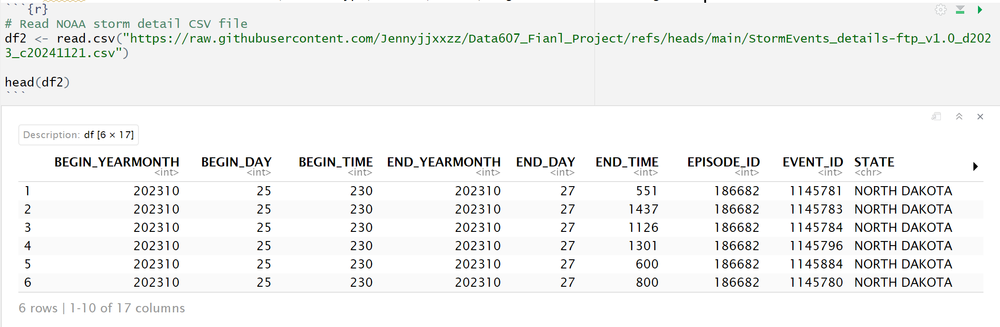 ```{r}
# Read NOAA storm detail CSV file
df2 <- read.csv("https://raw.githubusercontent.com/Jennyjjxxzz/Data607_Fianl_Project/refs/heads/main/StormEvents_details-ftp_v1.0_d202
3_c20241121.csv")
head(df2)
```
Description: df [6 × 17]
BEGIN_YEARMONTH BEGIN_DAY BEGIN_TIME END_YEARMONTH END_DAY END_TIME EPISODE_ID EVENT_ID STATE
<int> <int> <int> <int> <int> <int> <int> <int> <chr>
1 202310 25 230 202310 27 551 186682 1145781 NORTH DAKOTA
2 202310 25 230 202310 27 1437 186682 1145783 NORTH DAKOTA
3 202310 25 230 202310 27 1126 186682 1145784 NORTH DAKOTA
4 202310 25 230 202310 27 1301 186682 1145796 NORTH DAKOTA
5 202310 25 230 202310 27 600 186682 1145884 NORTH DAKOTA
6 202310 25 230 202310 27 800 186682 1145780 NORTH DAKOTA
6 rows | 1-10 of 17 columns